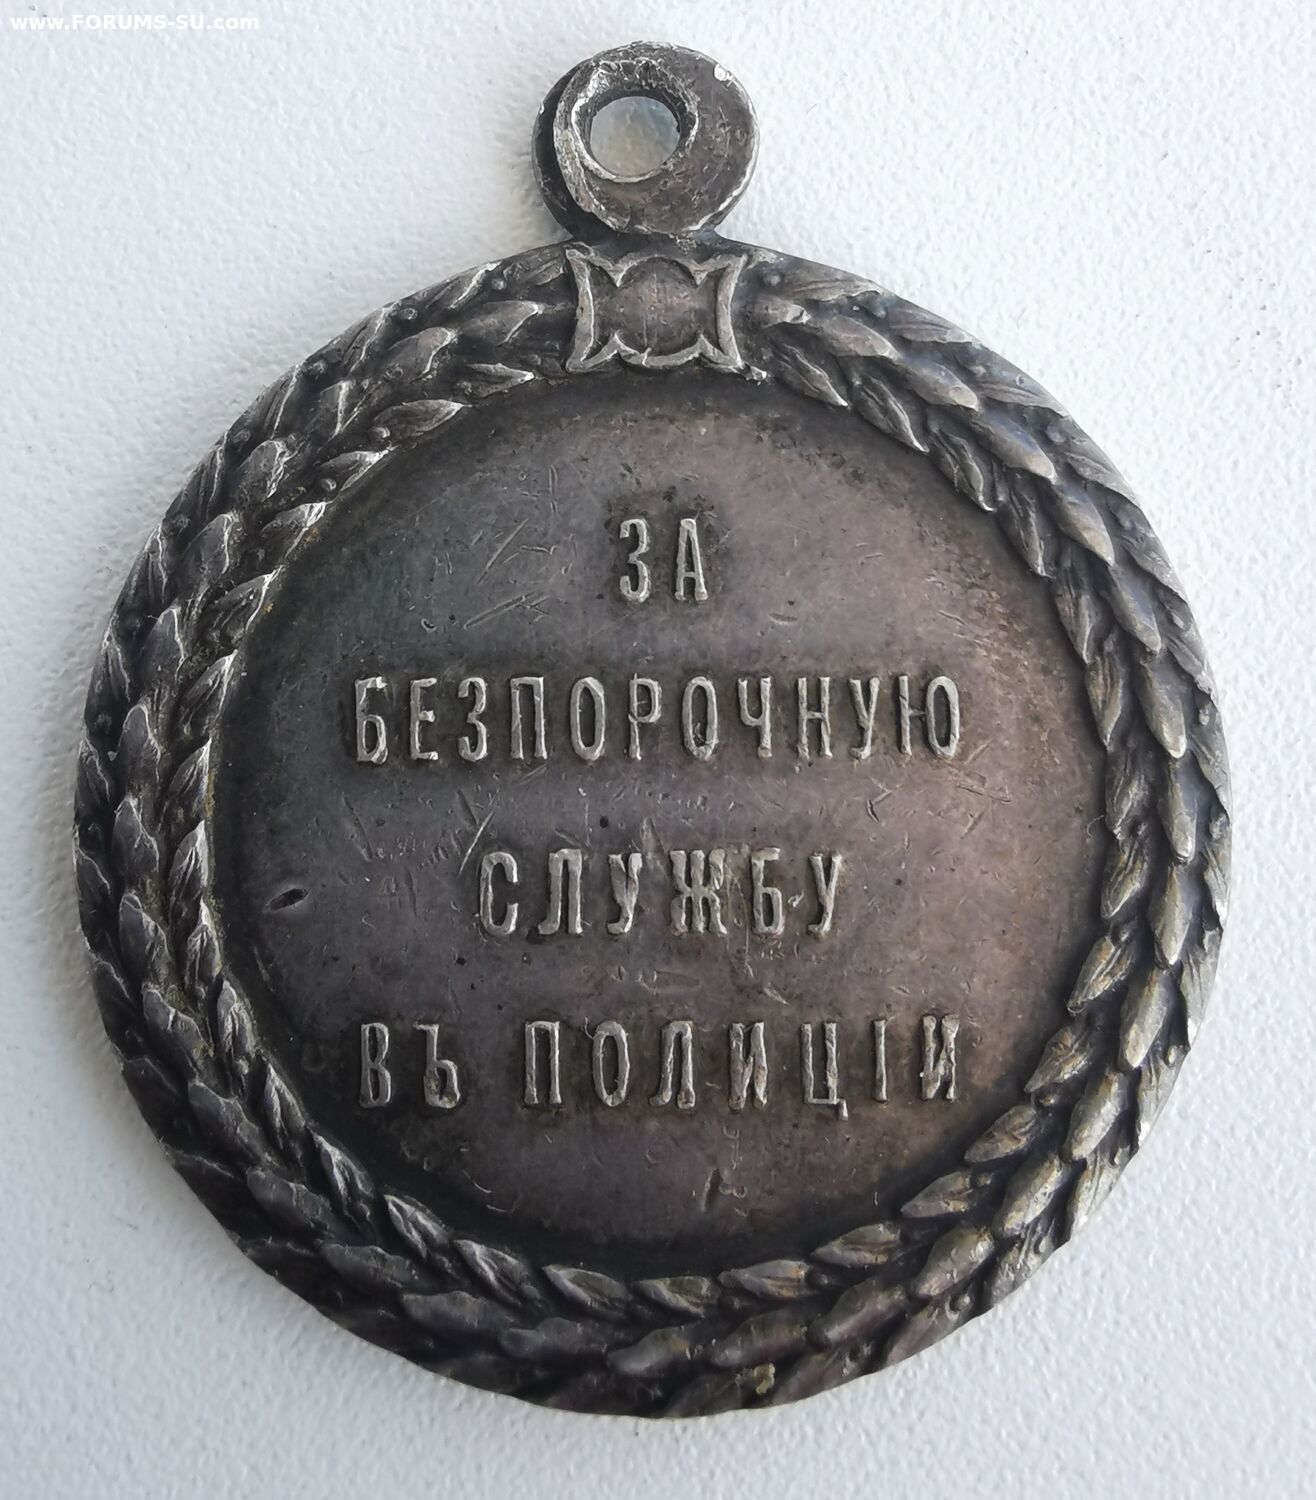 www.FORUMS-SU.com
ЗА
БЕЗПОРОЧНУЮ
СЛУЖБУ
ВЪ ПОЛИЦІИ